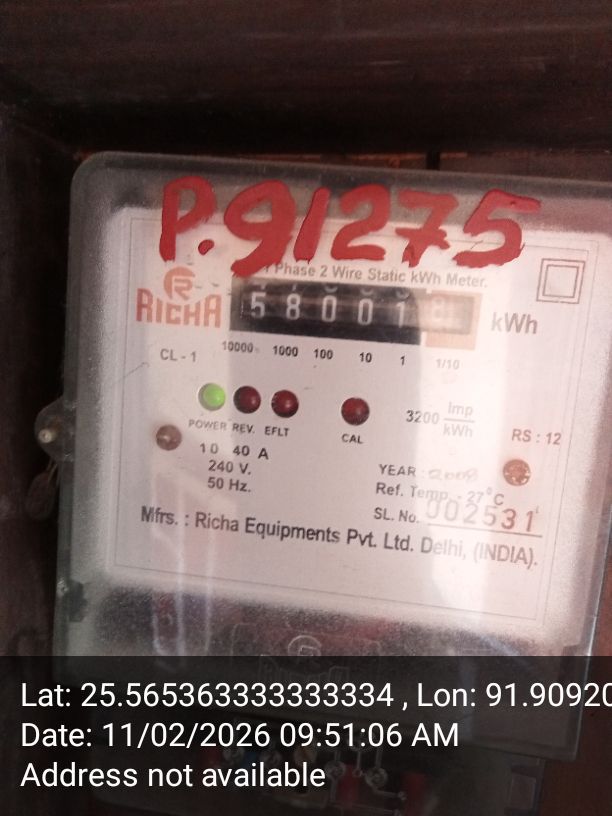 P.91275
1 Phase 2 Wire Static kWh Meter.
RICHA
58001 kWh
CL - 1 10000 1000 100 10 1 1/10
POWER REV. EFLT CAL
3200 Imp
kWh
RS : 12
10 40 A
240 V.
50 Hz.
YEAR : 2008
Ref. Temp. - 27°C
SL. No. 002531
Mfrs. : Richa Equipments Pvt. Ltd. Delhi, (INDIA).
Lat: 25.565363333333334 , Lon: 91.90920
Date: 11/02/2026 09:51:06 AM
Address not available